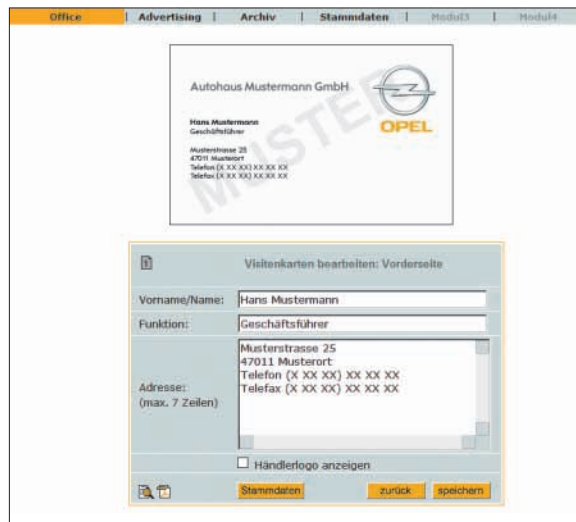 Office | Advertising | Archiv | Stammdaten | Modul3 | Modul4
MUSTER
Autohaus Mustermann GmbH
OPEL
Hans Mustermann
Geschäftsführer
Musterstrasse 25
47011 Musterort
Telefon (X XX XX) XX XX XX
Telefax (X XX XX) XX XX XX
Visitenkarten bearbeiten: Vorderseite
Vorname/Name: Hans Mustermann
Funktion: Geschäftsführer
Adresse:
(max. 7 Zeilen)
Musterstrasse 25
47011 Musterort
Telefon (X XX XX) XX XX XX
Telefax (X XX XX) XX XX XX
Händlerlogo anzeigen
Stammdaten zurück speichern